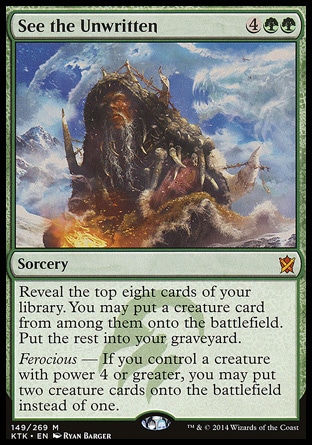 See the Unwritten 4
Sorcery
Reveal the top eight cards of your
library. You may put a creature card
from among them onto the battlefield.
Put the rest into your graveyard.
Ferocious — If you control a creature
with power 4 or greater, you may put
two creature cards onto the battlefield
instead of one.
149/269 M
KTK • EN Ryan Barger
™ & © 2014 Wizards of the Coast